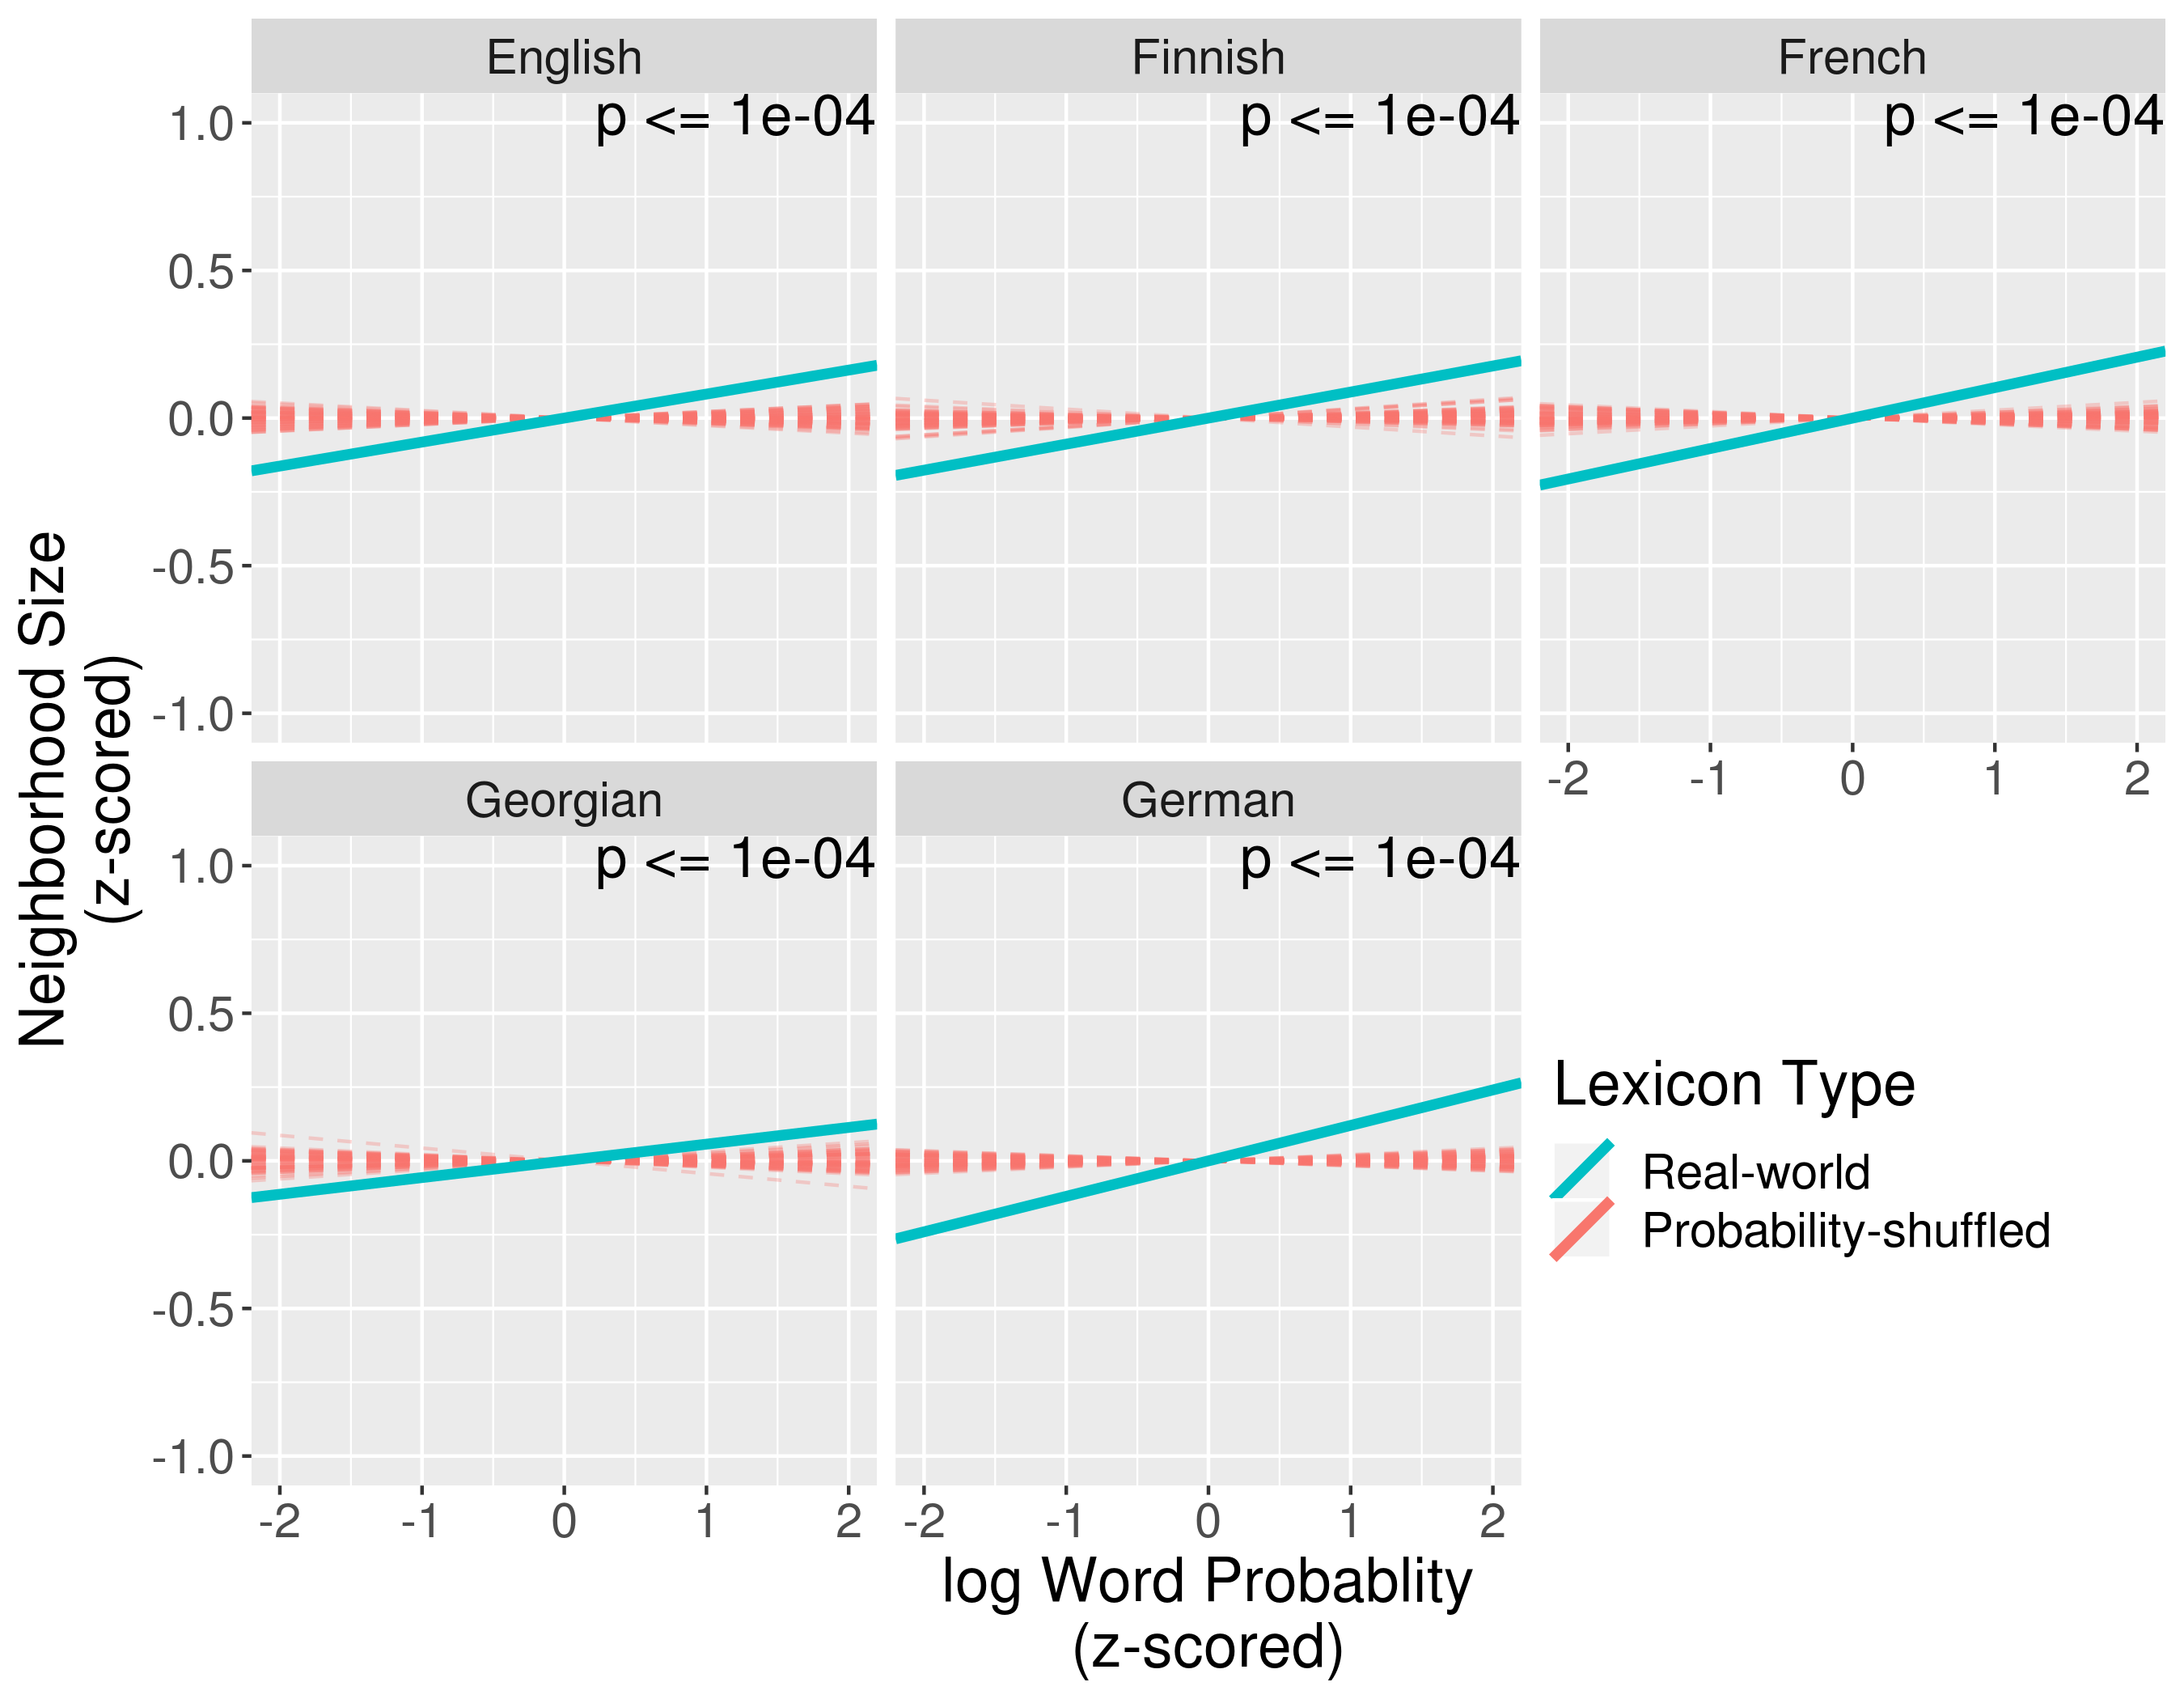 English
Finnish
French
p <= 1e-04
p <= 1e-04
p <= 1e-04
1.0
0.5
0.0
-0.5
-1.0
-2 -1 0 1 2
Georgian
German
p <= 1e-04
p <= 1e-04
1.0
0.5
0.0
-0.5
-1.0
-2 -1 0 1 2
-2 -1 0 1 2
Neighborhood Size
(z-scored)
log Word Probablity
(z-scored)
Lexicon Type
Real-world
Probability-shuffled